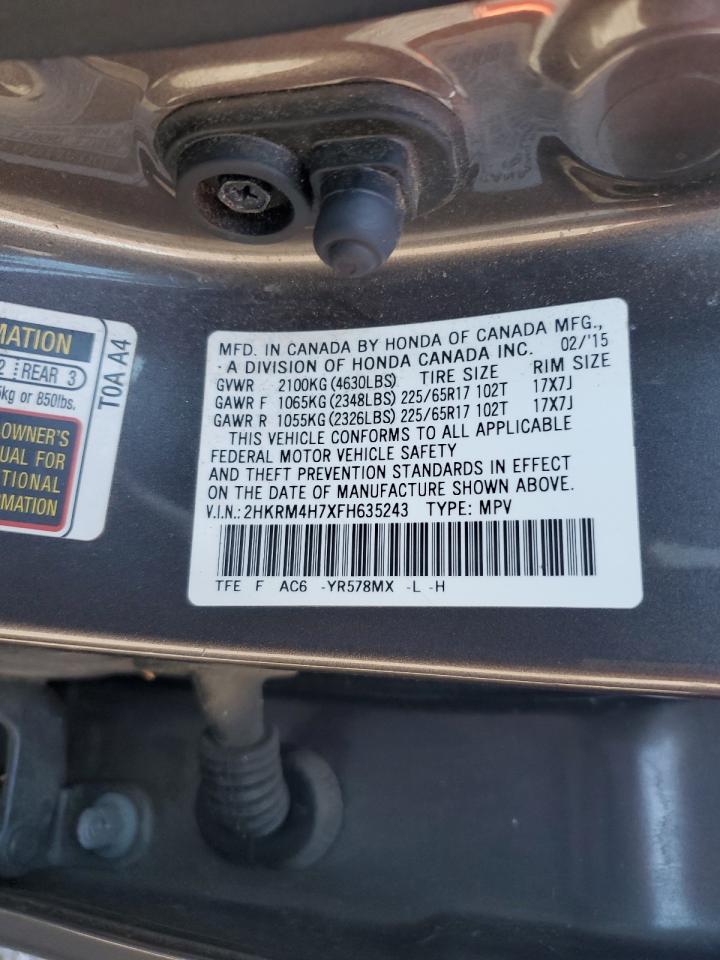 MATION
2 REAR 3
kg or 850lbs.
OWNER'S
UAL FOR
TIONAL
RMATION
T0A A4
MFD. IN CANADA BY HONDA OF CANADA MFG.,
A DIVISION OF HONDA CANADA INC. 02/'15
GVWR 2100KG (4630LBS) TIRE SIZE RIM SIZE
GAWR F 1065KG (2348LBS) 225/65R17 102T 17X7J
GAWR R 1055KG (2326LBS) 225/65R17 102T 17X7J
THIS VEHICLE CONFORMS TO ALL APPLICABLE
FEDERAL MOTOR VEHICLE SAFETY
AND THEFT PREVENTION STANDARDS IN EFFECT
ON THE DATE OF MANUFACTURE SHOWN ABOVE.
V.I.N.: 2HKRM4H7XFH635243 TYPE: MPV
TFE F AC6 -YR578MX -L -H